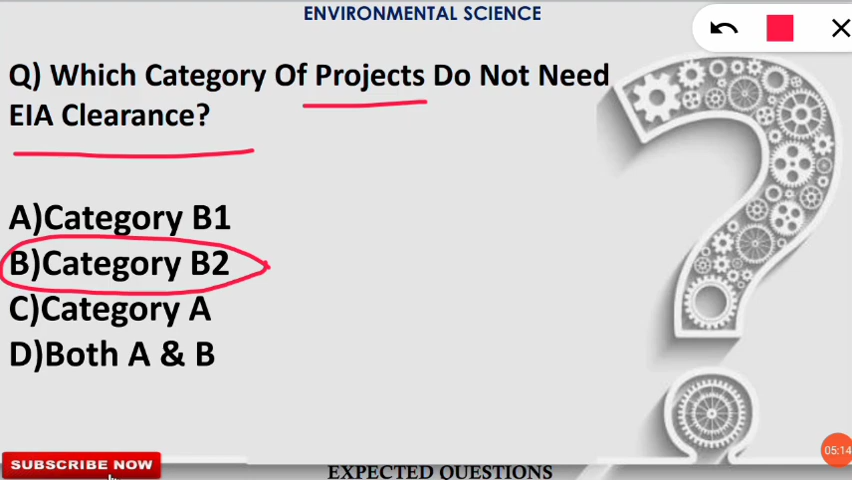 ENVIRONMENTAL SCIENCE
Q) Which Category Of Projects Do Not Need
EIA Clearance?
A)Category B1
B)Category B2
C)Category A
D)Both A & B
05:14
SUBSCRIBE NOW
EXPECTED QUESTIONS